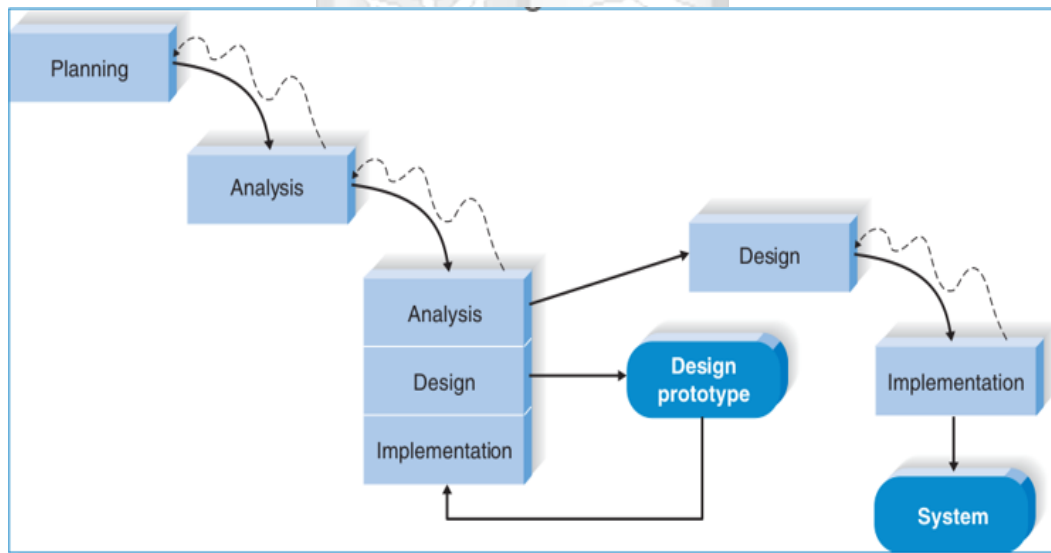 Planning
Analysis
Analysis
Design
Implementation
Design
prototype
Design
Implementation
System